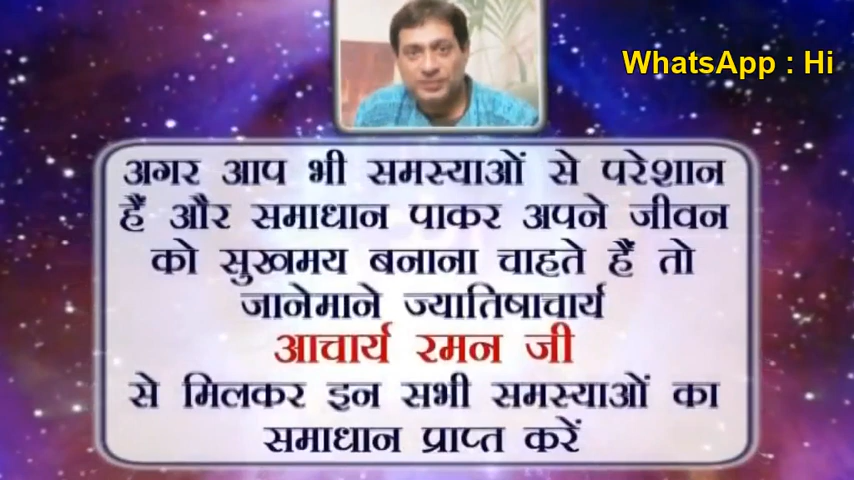 WhatsApp : Hi
अगर आप भी समस्याओं से परेशान
हैं और समाधान पाकर अपने जीवन
को सुखमय बनाना चाहते हैं तो
जानेमाने ज्यातिषाचार्य
आचार्य रमन जी
से मिलकर इन सभी समस्याओं का
समाधान प्राप्त करें